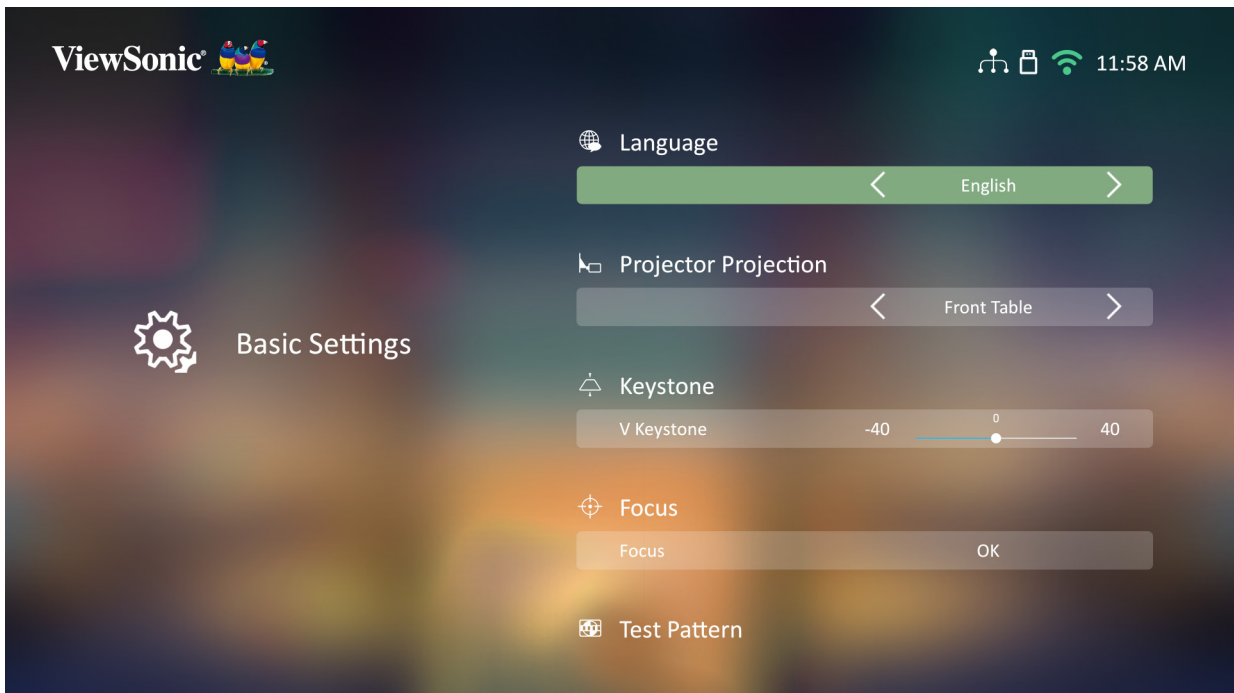 ViewSonic®
11:58 AM
Language
English
Projector Projection
Front Table
Basic Settings
Keystone
V Keystone -40 0 40
Focus
Focus OK
Test Pattern